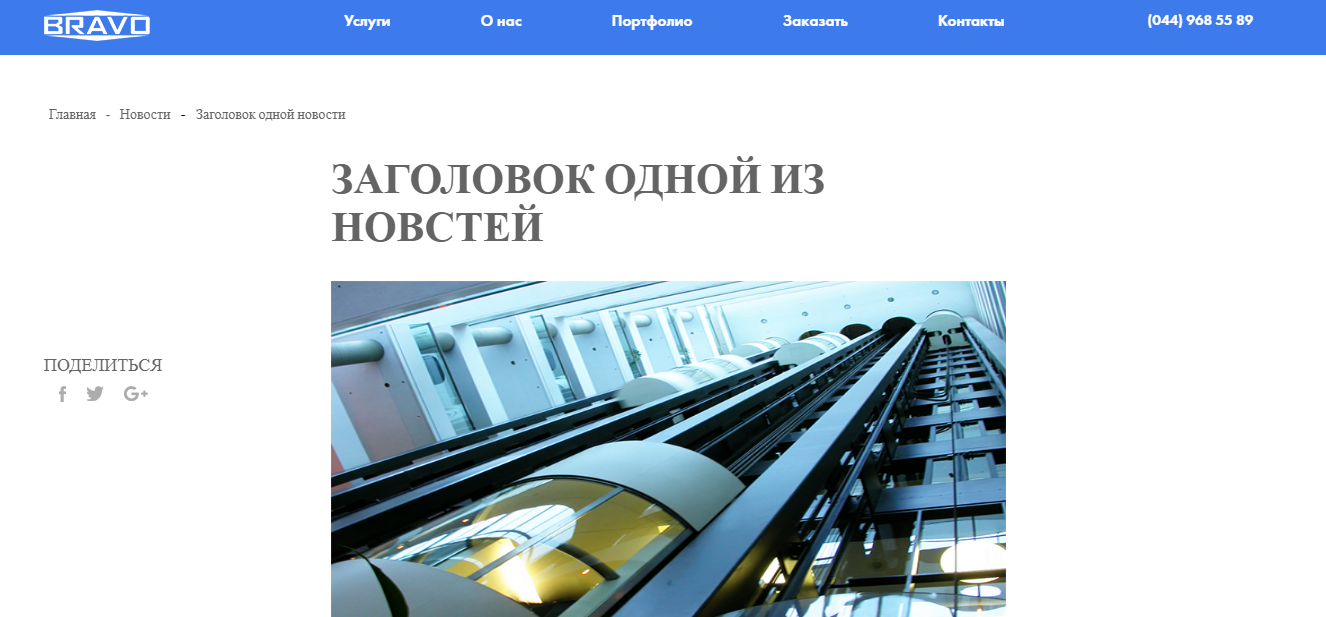 BRAVO
Услуги О нас Портфолио Заказать Контакты (044) 968 55 89
Главная - Новости - Заголовок одной новости
ЗАГОЛОВОК ОДНОЙ ИЗ
НОВСТЕЙ
ПОДЕЛИТЬСЯ
f G+